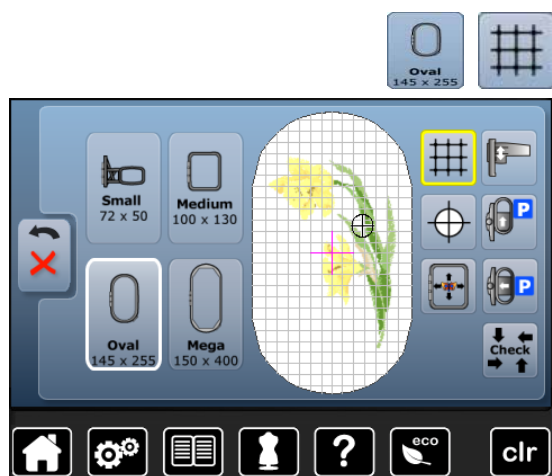 Oval
145 x 255
Small
72 x 50
Medium
100 x 130
Oval
145 x 255
Mega
150 x 400
P
P
Check
?
eco
clr